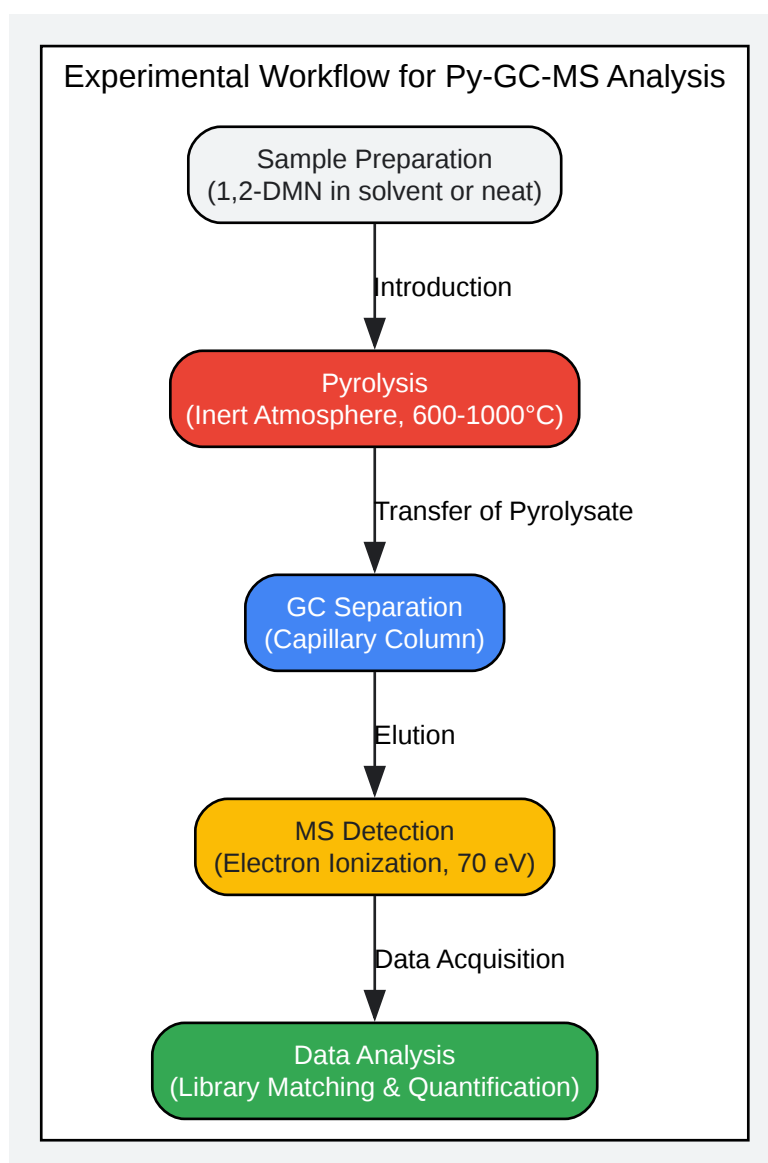 Experimental Workflow for Py-GC-MS Analysis
Sample Preparation
(1,2-DMN in solvent or neat)
Introduction
Pyrolysis
(Inert Atmosphere, 600-1000°C)
Transfer of Pyrolysate
GC Separation
(Capillary Column)
Elution
MS Detection
(Electron Ionization, 70 eV)
Data Acquisition
Data Analysis
(Library Matching & Quantification)